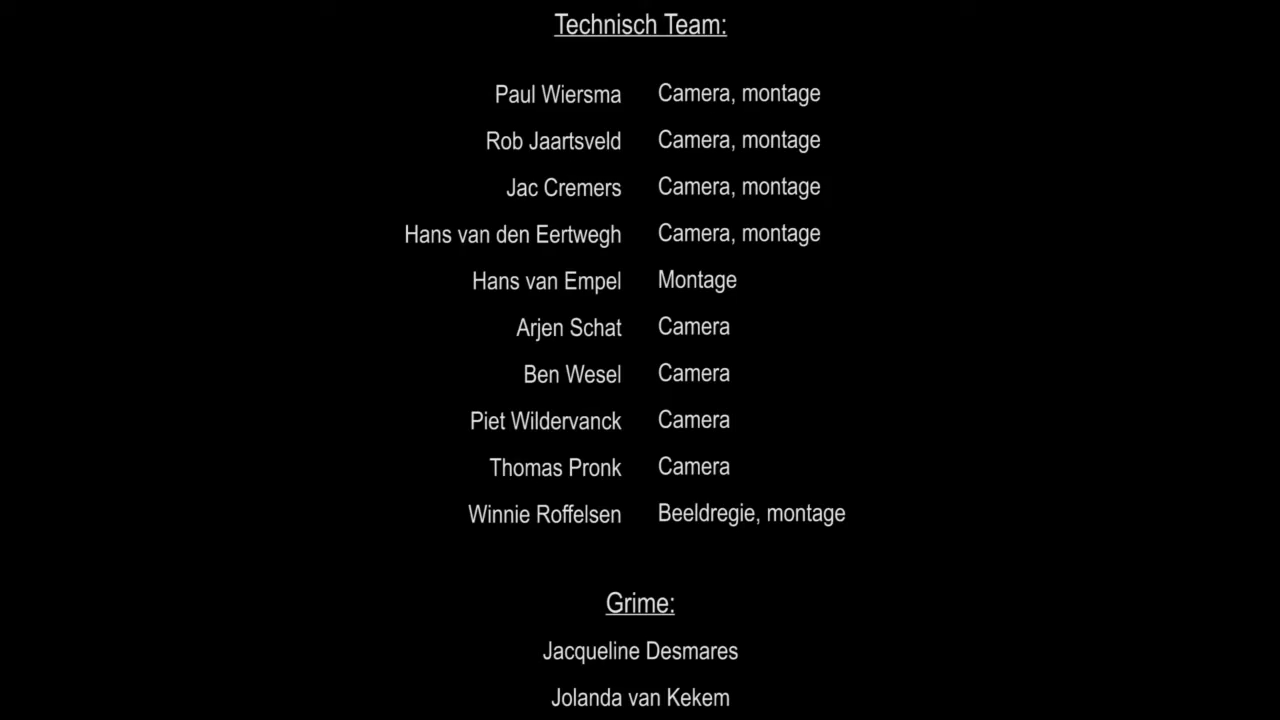 Technisch Team:
Paul Wiersma Camera, montage
Rob Jaartsveld Camera, montage
Jac Cremers Camera, montage
Hans van den Eertwegh Camera, montage
Hans van Empel Montage
Arjen Schat Camera
Ben Wesel Camera
Piet Wildervanck Camera
Thomas Pronk Camera
Winnie Roffelsen Beeldregie, montage
Grime:
Jacqueline Desmares
Jolanda van Kekem